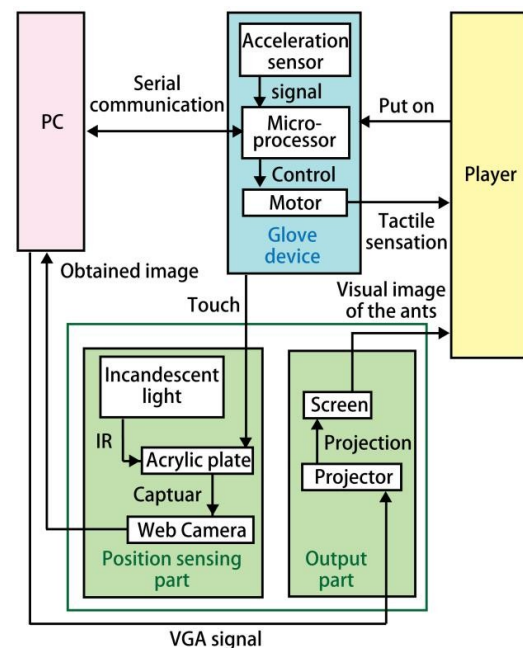 PC
Serial
communication
Acceleration
sensor
signal
Micro-
processor
Control
Motor
Glove
device
Put on
Player
Tactile
sensation
Obtained image
Touch
Visual image
of the ants
Incandescent
light
IR
Acrylic plate
Captuar
Web Camera
Position sensing
part
Screen
Projection
Projector
Output
part
VGA signal